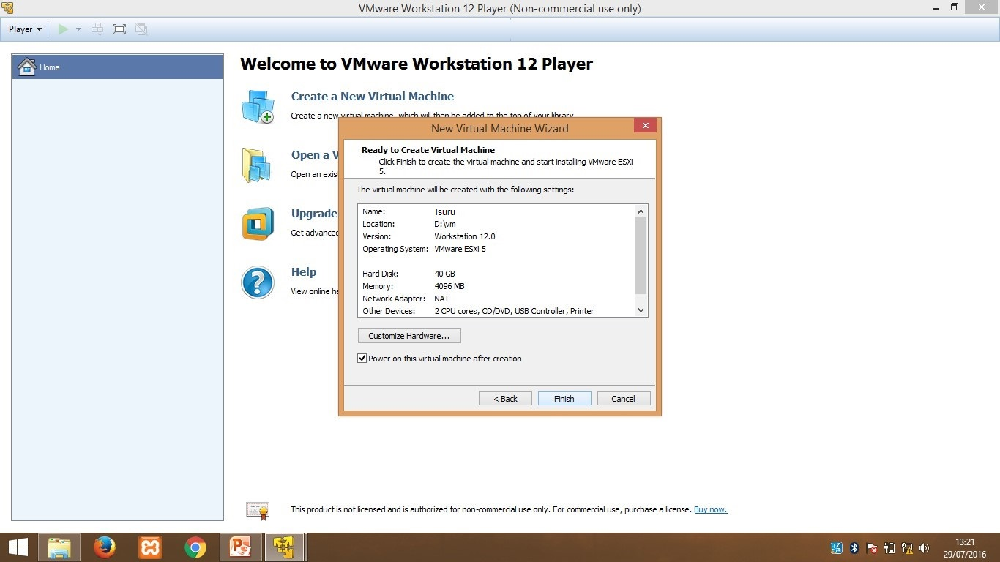 VMware Workstation 12 Player (Non-commercial use only)
Player
Home
Welcome to VMware Workstation 12 Player
Create a New Virtual Machine
Create a new virtual machine, which will then be added to the top of your library.
Open a V
Open an exist
Upgrade
Get advanced
Help
View online he
New Virtual Machine Wizard
Ready to Create Virtual Machine
Click Finish to create the virtual machine and start installing VMware ESXi
5.
The virtual machine will be created with the following settings:
Name: Isuru
Location: D:\vm
Version: Workstation 12.0
Operating System: VMware ESXi 5
Hard Disk: 40 GB
Memory: 4096 MB
Network Adapter: NAT
Other Devices: 2 CPU cores, CD/DVD, USB Controller, Printer
Customize Hardware...
Power on this virtual machine after creation
< Back Finish Cancel
This product is not licensed and is authorized for non-commercial use only. For commercial use, purchase a license. Buy now.
13:21
29/07/2016